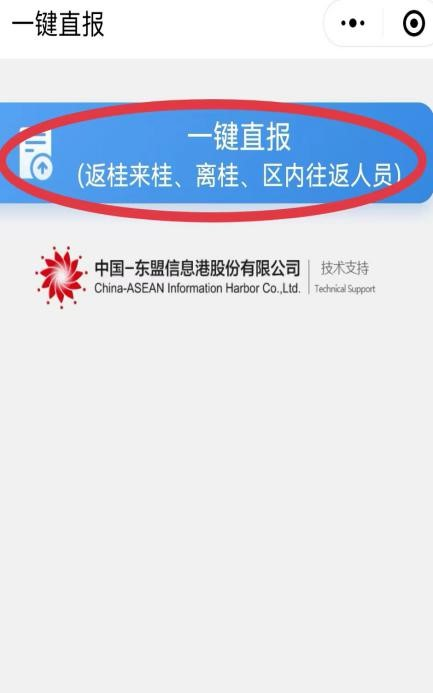 一键直报
一键直报
(返桂来桂、离桂、区内往返人员)
中国-东盟信息港股份有限公司
China-ASEAN Information Harbor Co.,Ltd.
技术支持
Technical Support